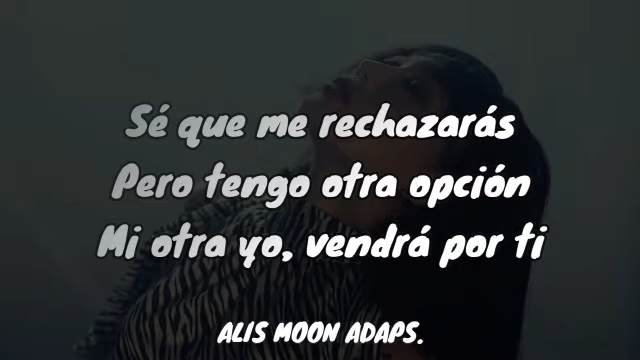 Sé que me rechazarás
Pero tengo otra opción
Mi otra yo, vendrá por ti
ALIS MOON ADAPS.